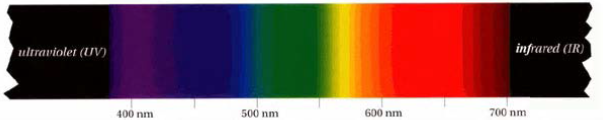 ultraviolet (UV)
infrared (IR)
400 nm
500 nm
600 nm
700 nm